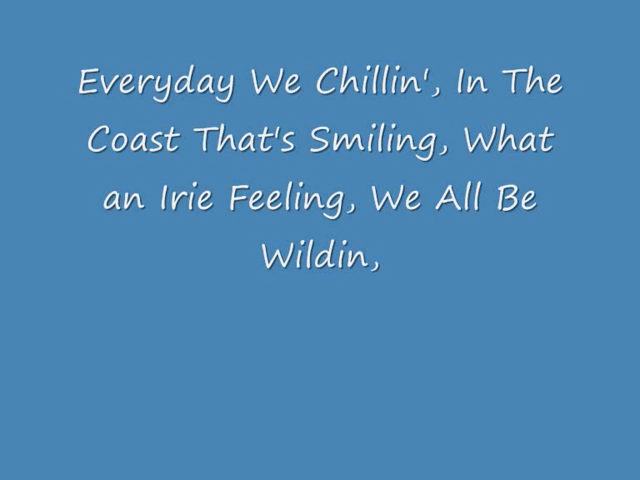 Everyday We Chillin', In The
Coast That's Smiling, What
an Irie Feeling, We All Be
Wildin,